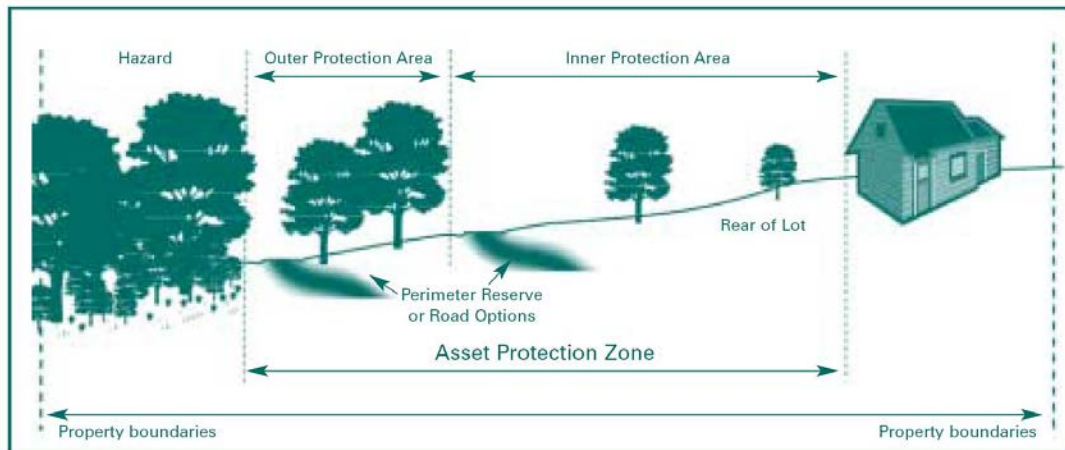 Hazard
Outer Protection Area
Inner Protection Area
Rear of Lot
Perimeter Reserve
or Road Options
Asset Protection Zone
Property boundaries
Property boundaries